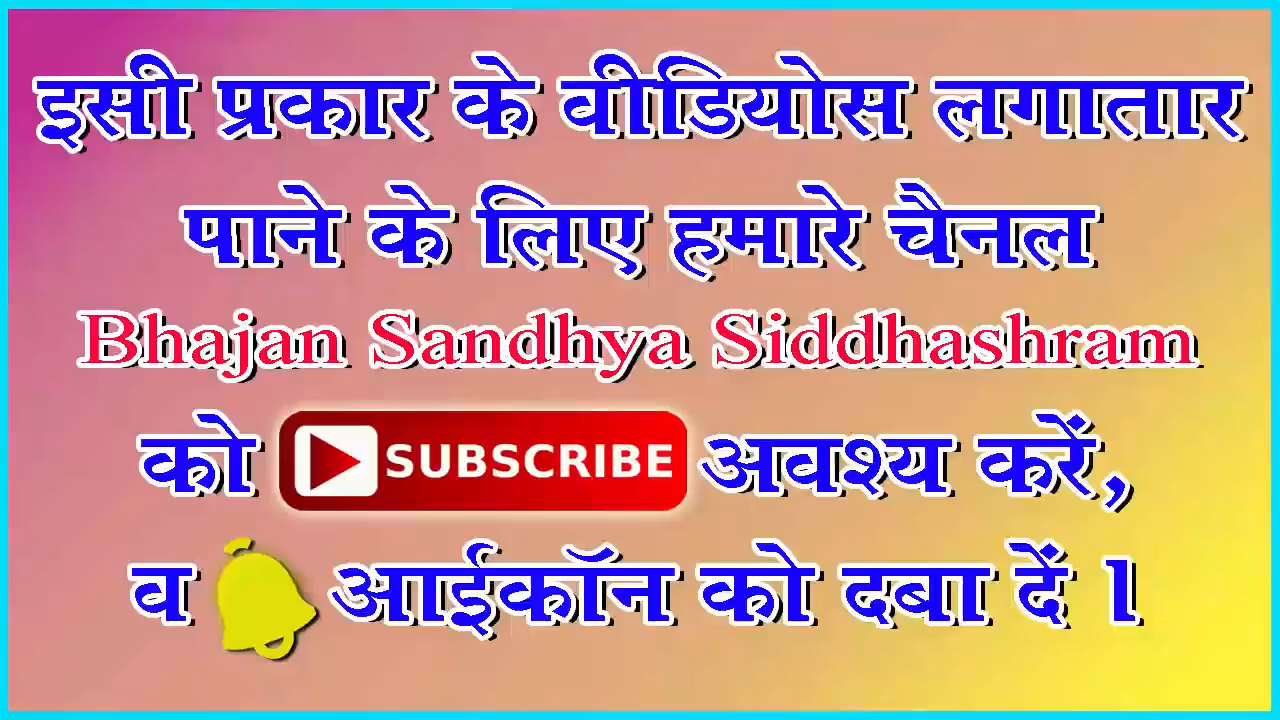 इसी प्रकार के वीडियोस लगातार
पाने के लिए हमारे चैनल
Bhajan Sandhya Siddhashram
को SUBSCRIBE अवश्य करें,
व आईकॉन को दबा दें ।